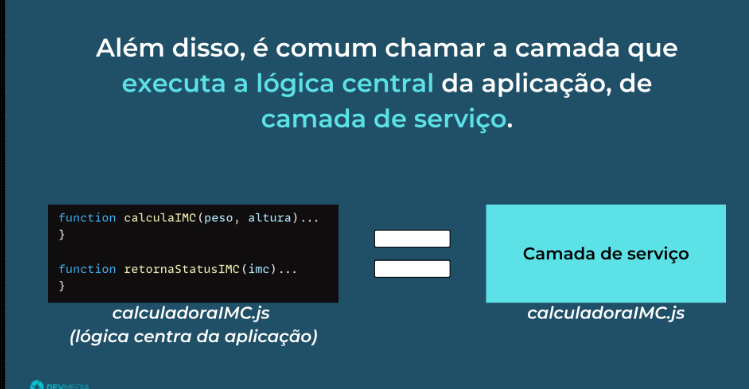 Além disso, é comum chamar a camada que
executa a lógica central da aplicação, de
camada de serviço.
function calculaIMC(peso, altura)...
}
function retornaStatusIMC(imc)...
}
Camada de serviço
calculadoraIMC.js
(lógica centra da aplicação)
calculadoraIMC.js
DEVMEDIA